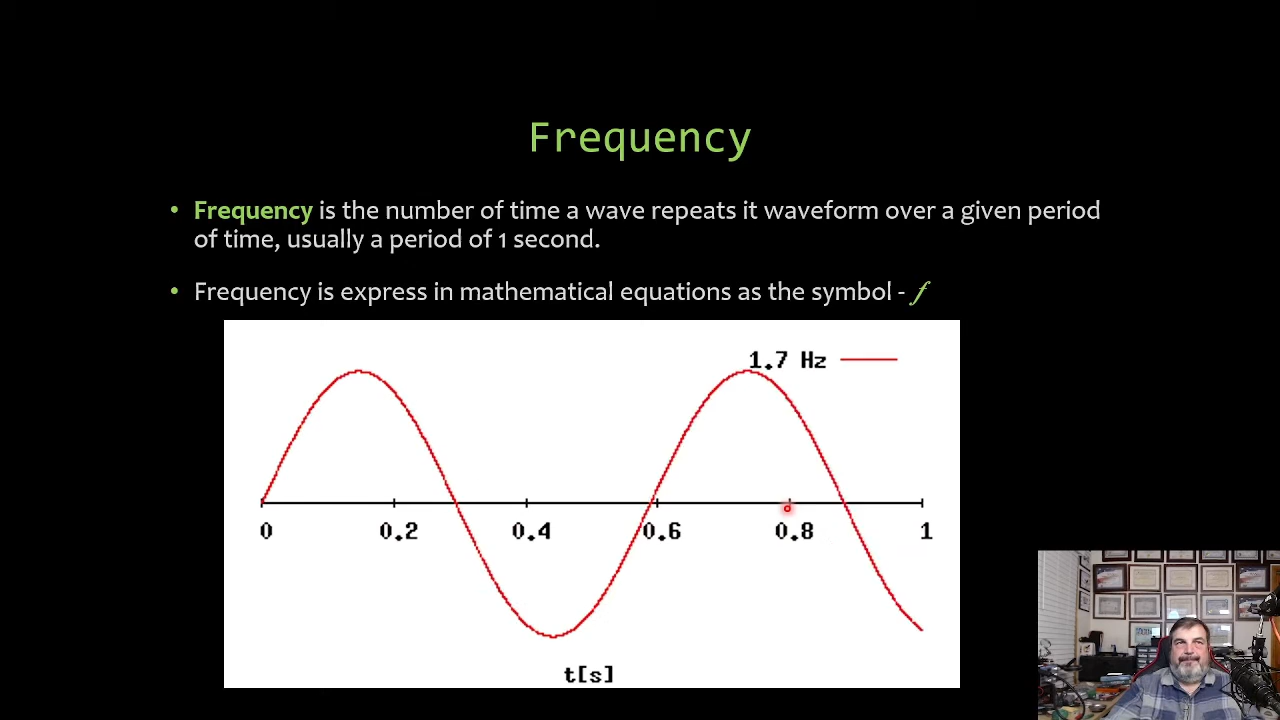 Frequency
• Frequency is the number of time a wave repeats it waveform over a given period
of time, usually a period of 1 second.
• Frequency is express in mathematical equations as the symbol - f
1.7 Hz
0 0.2 0.4 0.6 0.8 1
t[s]